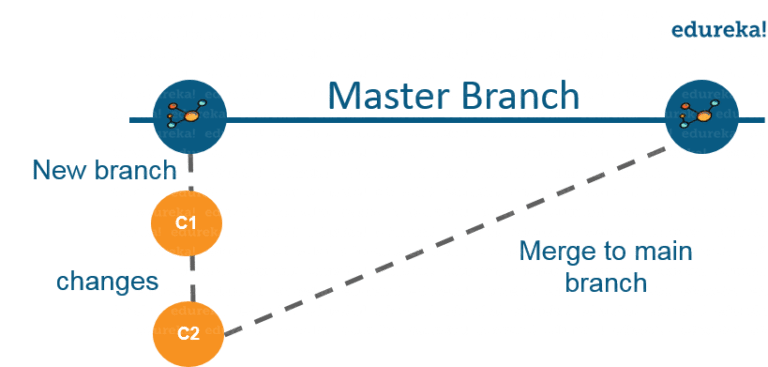 edureka!
Master Branch
New branch
C1
changes
Merge to main
branch
C2